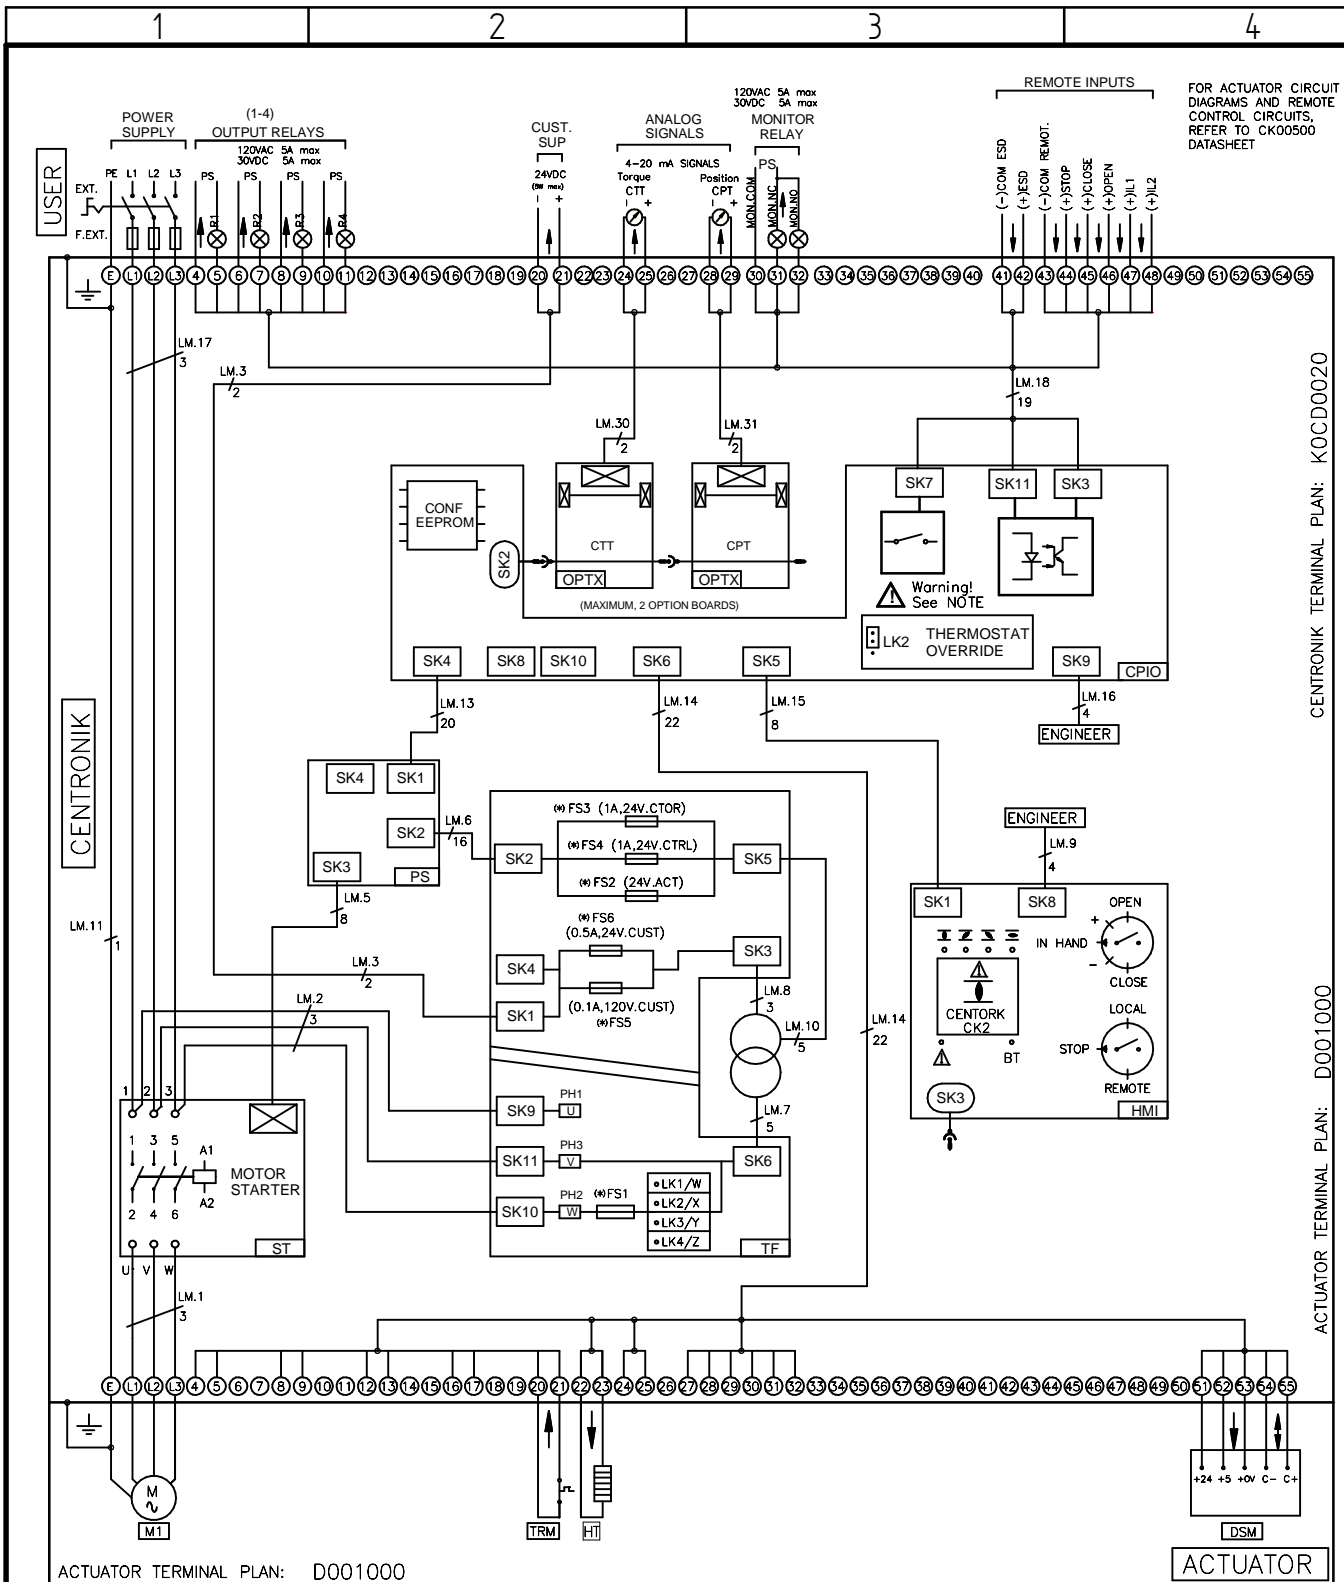 1 2 3 4
USER
POWER
SUPPLY
(1-4)
OUTPUT RELAYS
120VAC 5A max
30VDC 5A max
CUST.
SUP
24VDC
(5W max)
- +
ANALOG
SIGNALS
4-20 mA SIGNALS
Torque
CTT
- +
Position
CPT
- +
120VAC 5A max
30VDC 5A max
MONITOR
RELAY
PS
MON.COM
MON.NC
MON.NO
REMOTE INPUTS
(-)COM ESD
(+)ESD
(-)COM REMOT.
(+)STOP
(+)CLOSE
(+)OPEN
(+)IL1
(+)IL2
FOR ACTUATOR CIRCUIT
DIAGRAMS AND REMOTE
CONTROL CIRCUITS,
REFER TO CK00500
DATASHEET
PE L1 L2 L3
EXT.
F.EXT.
PS PS PS PS
R1 R2 R3 R4
E L1 L2 L3 4 5 6 7 8 9 10 11 12 13 14 15 16 17 18 19 20 21 22 23 24 25 26 27 28 29 30 31 32 33 34 35 36 37 38 39 40 41 42 43 44 45 46 47 48 49 50 51 52 53 54 55
LM.17
3
LM.3
2
LM.18
19
LM.30
2
LM.31
2
CENTRONIK TERMINAL PLAN: K0CD0020
CONF
EEPROM
SK2
CTT
OPTX
CPT
OPTX
(MAXIMUM, 2 OPTION BOARDS)
SK7
SK11
SK3
Warning!
See NOTE
LK2
THERMOSTAT
OVERRIDE
SK4
SK8
SK10
SK6
SK5
SK9
CPIO
LM.13
20
LM.14
22
LM.15
8
LM.16
4
ENGINEER
CENTRONIK
SK4
SK1
SK2
SK3
PS
LM.6
16
LM.5
8
LM.11
1
(*)FS3 (1A,24V.CTOR)
(*)FS4 (1A,24V.CTRL)
(*)FS2 (24V.ACT)
SK2
SK5
(*)FS6
(0.5A,24V.CUST)
SK3
SK4
SK1
(0.1A,120V.CUST)
(*)FS5
LM.3
2
LM.2
3
LM.8
3
LM.10
5
LM.14
22
LM.7
5
SK9
PH1
U
SK11
PH3
V
SK6
SK10
PH2
W
(*)FS1
LK1/W
LK2/X
LK3/Y
LK4/Z
TF
ENGINEER
LM.9
4
SK1
SK8
OPEN
+
IN HAND
-
CLOSE
CENTORK
CK2
LOCAL
STOP
REMOTE
BT
SK3
HMI
ACTUATOR TERMINAL PLAN: D001000
1 2 3
1 3 5
A1
A2
2 4 6
MOTOR
STARTER
ST
U V W
LM.1
3
E L1 L2 L3 4 5 6 7 8 9 10 11 12 13 14 15 16 17 18 19 20 21 22 23 24 25 26 27 28 29 30 31 32 33 34 35 36 37 38 39 40 41 42 43 44 45 46 47 48 49 50 51 52 53 54 55
M
M1
TRM
HT
+24 +5 +0V C- C+
DSM
ACTUATOR
ACTUATOR TERMINAL PLAN: D001000